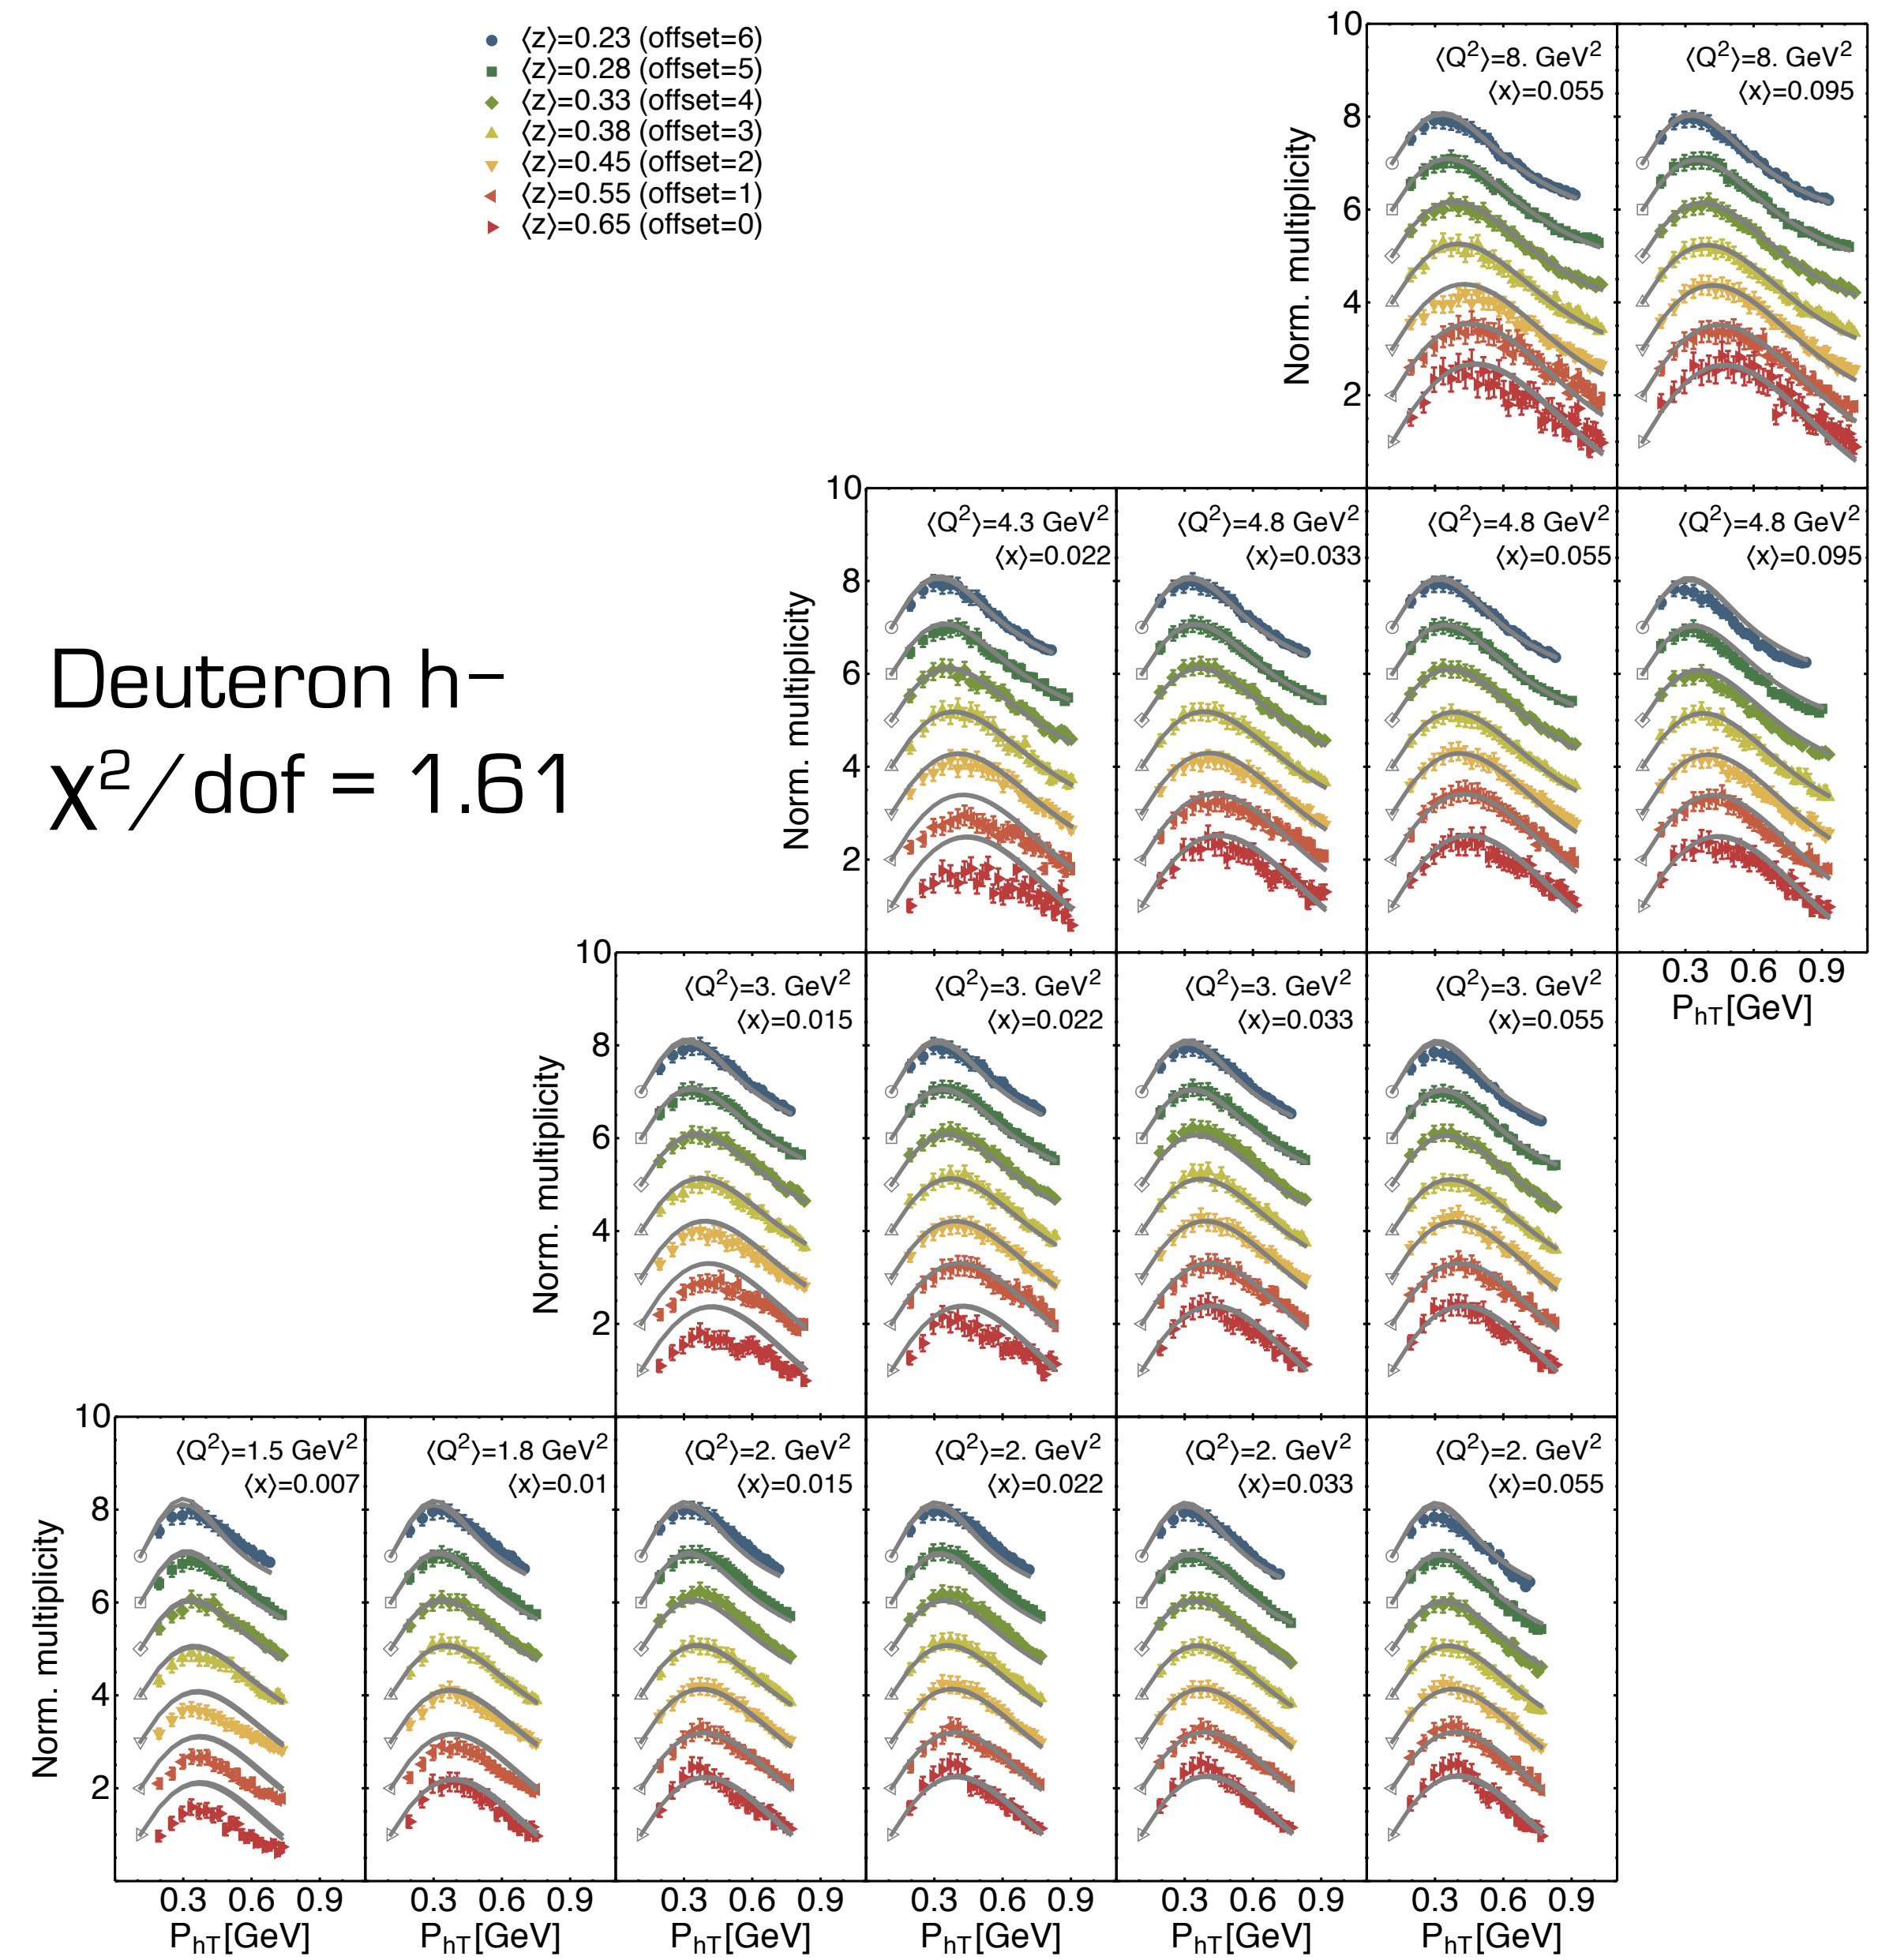 ⟨z⟩=0.23 (offset=6)
⟨z⟩=0.28 (offset=5)
⟨z⟩=0.33 (offset=4)
⟨z⟩=0.38 (offset=3)
⟨z⟩=0.45 (offset=2)
⟨z⟩=0.55 (offset=1)
⟨z⟩=0.65 (offset=0)
10
8
6
4
2
Norm. multiplicity
⟨Q²⟩=8. GeV²
⟨x⟩=0.055
⟨Q²⟩=8. GeV²
⟨x⟩=0.095
Deuteron h−
χ²/dof = 1.61
10
8
6
4
2
Norm. multiplicity
⟨Q²⟩=4.3 GeV²
⟨x⟩=0.022
⟨Q²⟩=4.8 GeV²
⟨x⟩=0.033
⟨Q²⟩=4.8 GeV²
⟨x⟩=0.055
⟨Q²⟩=4.8 GeV²
⟨x⟩=0.095
0.3 0.6 0.9
P_hT[GeV]
10
8
6
4
2
Norm. multiplicity
⟨Q²⟩=3. GeV²
⟨x⟩=0.015
⟨Q²⟩=3. GeV²
⟨x⟩=0.022
⟨Q²⟩=3. GeV²
⟨x⟩=0.033
⟨Q²⟩=3. GeV²
⟨x⟩=0.055
10
8
6
4
2
Norm. multiplicity
⟨Q²⟩=1.5 GeV²
⟨x⟩=0.007
⟨Q²⟩=1.8 GeV²
⟨x⟩=0.01
⟨Q²⟩=2. GeV²
⟨x⟩=0.015
⟨Q²⟩=2. GeV²
⟨x⟩=0.022
⟨Q²⟩=2. GeV²
⟨x⟩=0.033
⟨Q²⟩=2. GeV²
⟨x⟩=0.055
0.3 0.6 0.9 0.3 0.6 0.9 0.3 0.6 0.9 0.3 0.6 0.9 0.3 0.6 0.9 0.3 0.6 0.9
P_hT[GeV] P_hT[GeV] P_hT[GeV] P_hT[GeV] P_hT[GeV] P_hT[GeV]